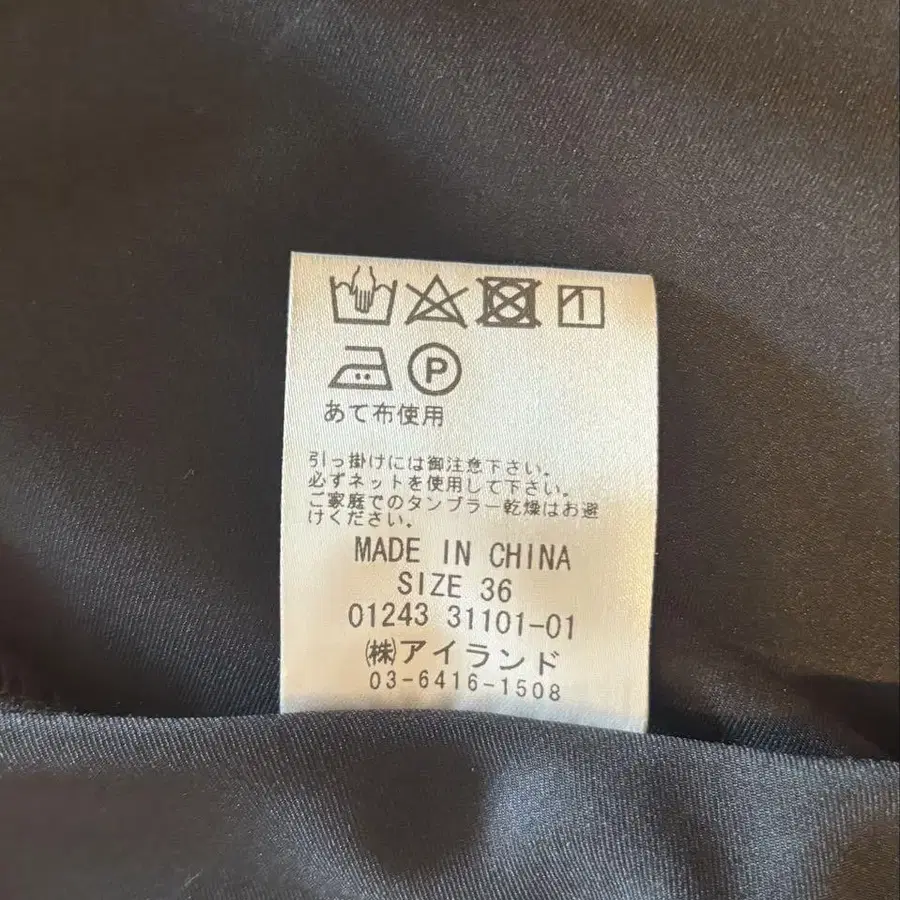 P
あて布使用
引っ掛けには御注意下さい。
必ずネットを使用して下さい。
ご家庭でのタンブラー乾燥はお避
けください。
MADE IN CHINA
SIZE 36
01243 31101-01
㈱アイランド
03-6416-1508